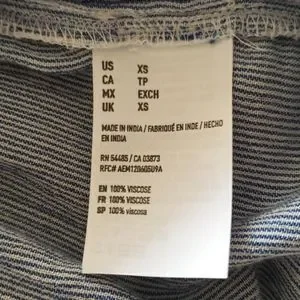 US XS
CA TP
MX EXCH
UK XS
MADE IN INDIA / FABRIQUÉ EN INDE / HECHO
EN INDIA
RN 54485 / CA 03873
RFC# AEM120605U9A
EN 100% VISCOSE
FR 100% VISCOSE
SP 100% viscosa